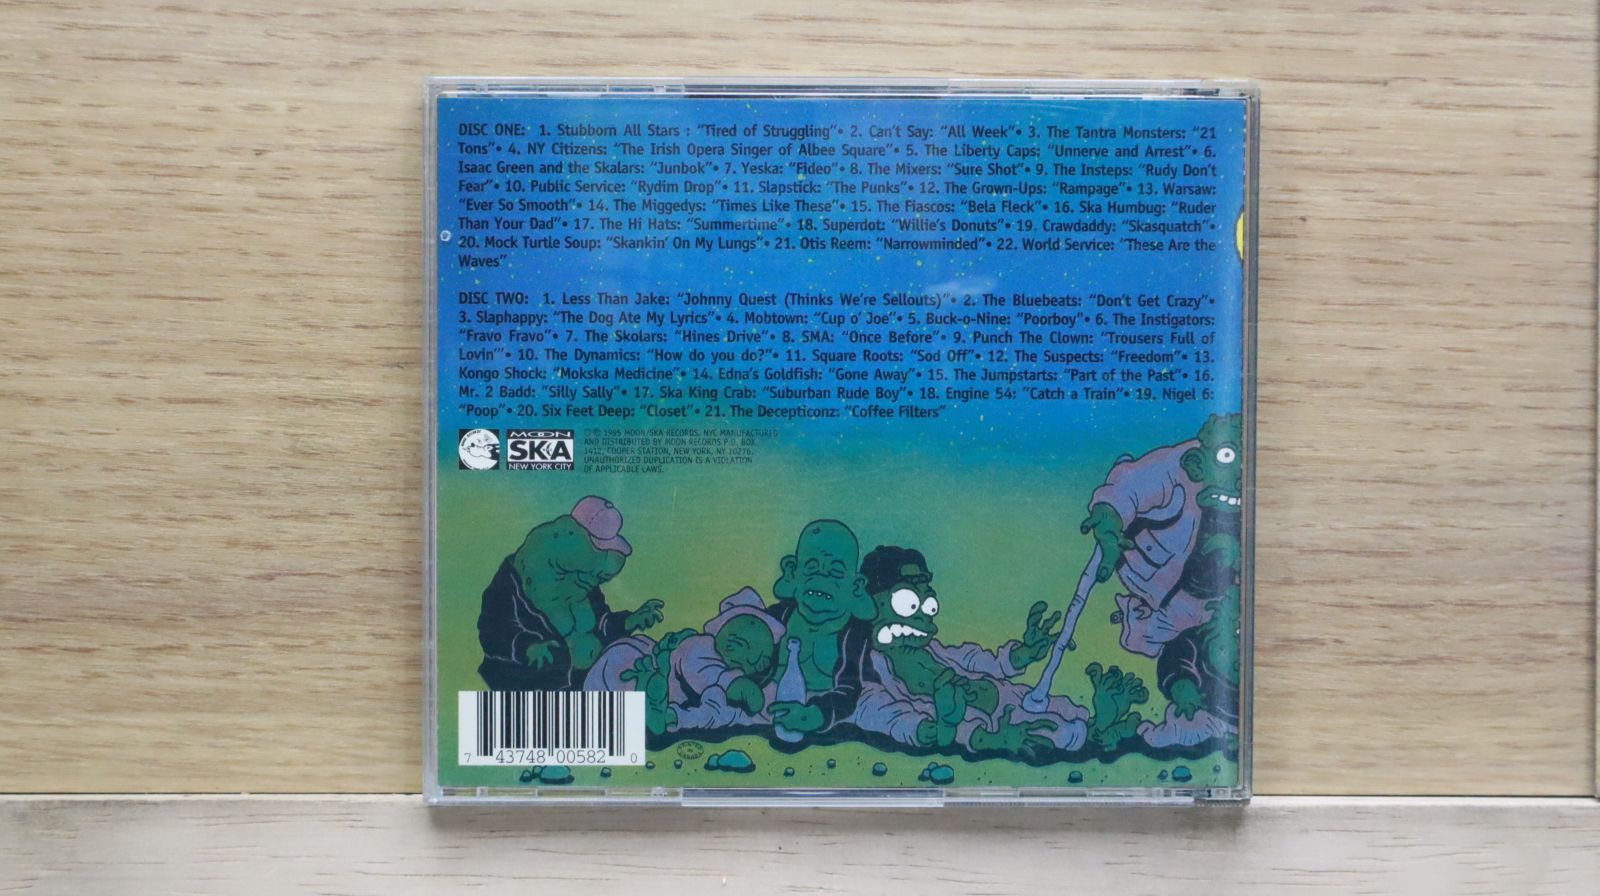 DISC ONE: 1. Stubborn All Stars : “Tired of Struggling”• 2. Can't Say: “All Week”• 3. The Tantra Monsters: “21
Tons”• 4. NY Citizens: “The Irish Opera Singer of Albee Square”• 5. The Liberty Caps: “Unnerve and Arrest”• 6.
Isaac Green and the Skalars: “Junbok”• 7. Yeska: “Fideo”• 8. The Mixers: “Sure Shot”• 9. The Insteps: “Rudy Don't
Fear”• 10. Public Service: “Rydim Drop”• 11. Slapstick: “The Punks”• 12. The Grown-Ups: “Rampage”• 13. Warsaw:
“Ever So Smooth”• 14. The Miggedys: “Times Like These”• 15. The Fiascos: “Bela Fleck”• 16. Ska Humbug: “Ruder
Than Your Dad”• 17. The Hi Hats: “Summertime”• 18. Superdot: “Willie's Donuts”• 19. Crawdaddy: “Skasquatch”•
20. Mock Turtle Soup: “Skankin' On My Lungs”• 21. Otis Reem: “Narrowminded”• 22. World Service: “These Are the
Waves”
DISC TWO: 1. Less Than Jake: “Johnny Quest (Thinks We're Sellouts)”• 2. The Bluebeats: “Don't Get Crazy”•
3. Slaphappy: “The Dog Ate My Lyrics”• 4. Mobtown: “Cup o' Joe”• 5. Buck-o-Nine: “Poorboy”• 6. The Instigators:
“Fravo Fravo”• 7. The Skolars: “Hines Drive”• 8. SMA: “Once Before”• 9. Punch The Clown: “Trousers Full of
Lovin'”• 10. The Dynamics: “How do you do?”• 11. Square Roots: “Sod Off”• 12. The Suspects: “Freedom”• 13.
Kongo Shock: “Mokska Medicine”• 14. Edna's Goldfish: “Gone Away”• 15. The Jumpstarts: “Part of the Past”• 16.
Mr. 2 Badd: “Silly Sally”• 17. Ska King Crab: “Suburban Rude Boy”• 18. Engine 54: “Catch a Train”• 19. Nigel 6:
“Poop”• 20. Six Feet Deep: “Closet”• 21. The Decepticonz: “Coffee Filters”
MOON
SKA
NEW YORK CITY
℗© 1995 MOON/SKA RECORDS, NYC MANUFACTURED
AND DISTRIBUTED BY MOON RECORDS P.O. BOX
1412, COOPER STATION, NEW YORK, NY 10276.
UNAUTHORIZED DUPLICATION IS A VIOLATION
OF APPLICABLE LAWS.
7 43748 00582 0
PRINTED
IN
CANADA